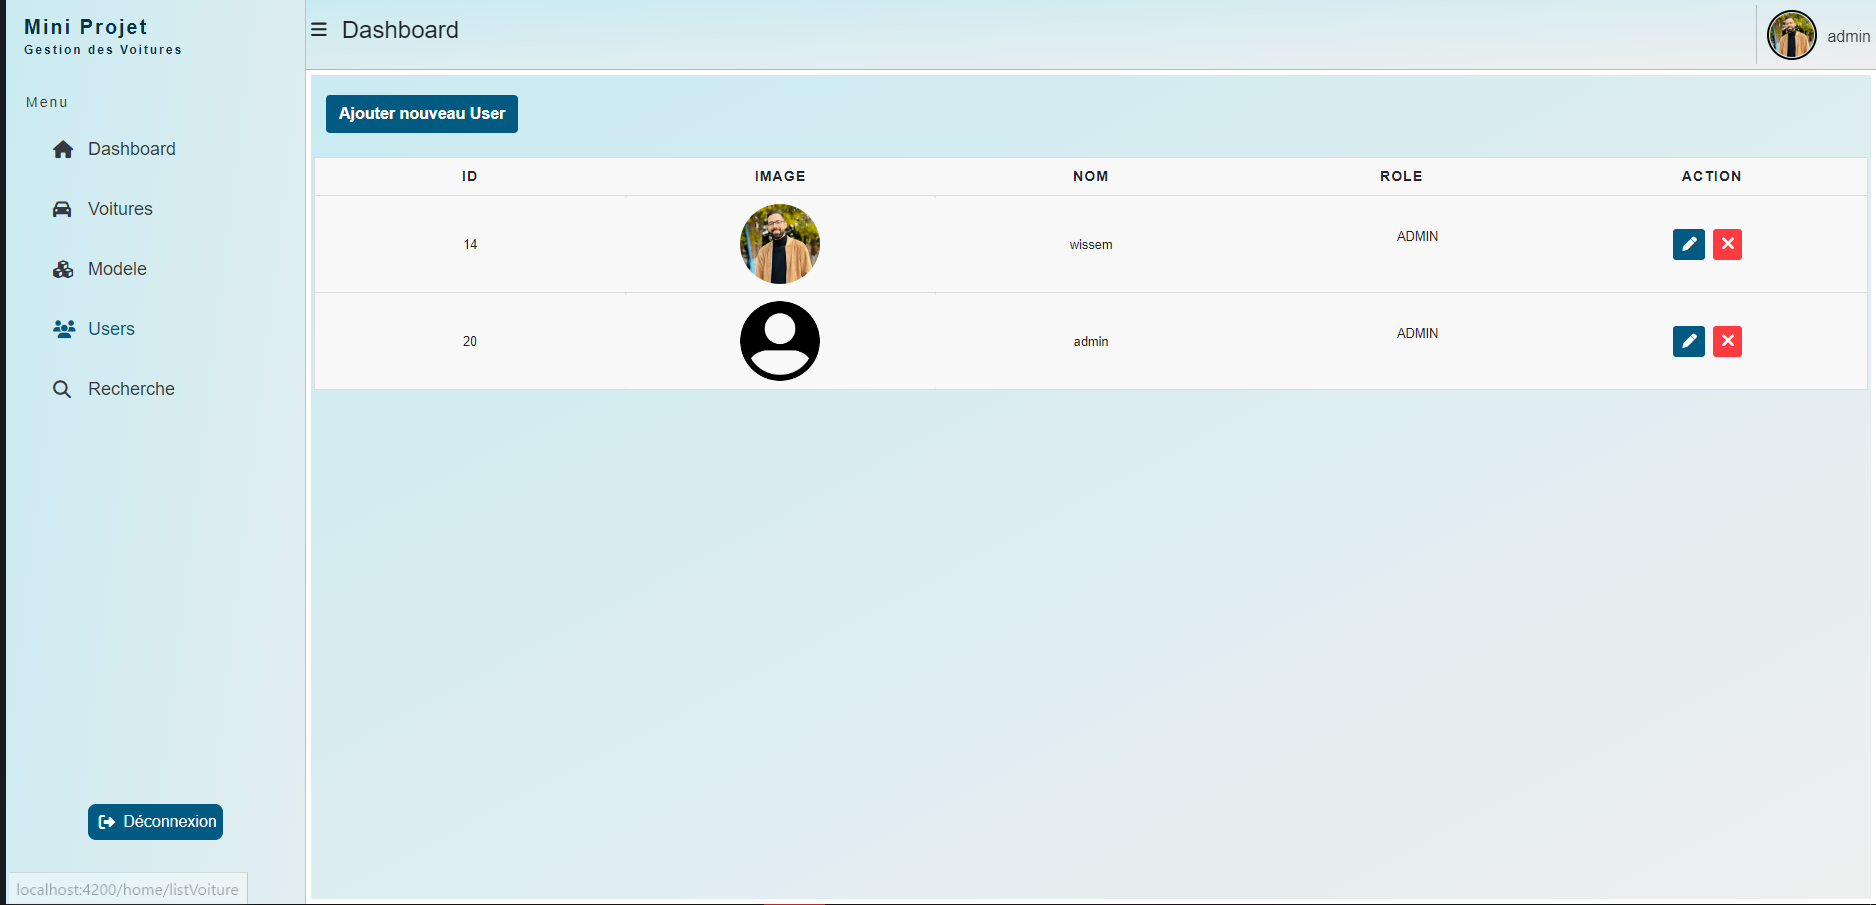 Mini Projet
Gestion des Voitures
Menu
Dashboard
Voitures
Modele
Users
Recherche
Déconnexion
localhost:4200/home/listVoiture
Dashboard
admin
Ajouter nouveau User
ID IMAGE NOM ROLE ACTION
14 wissem ADMIN
20 admin ADMIN